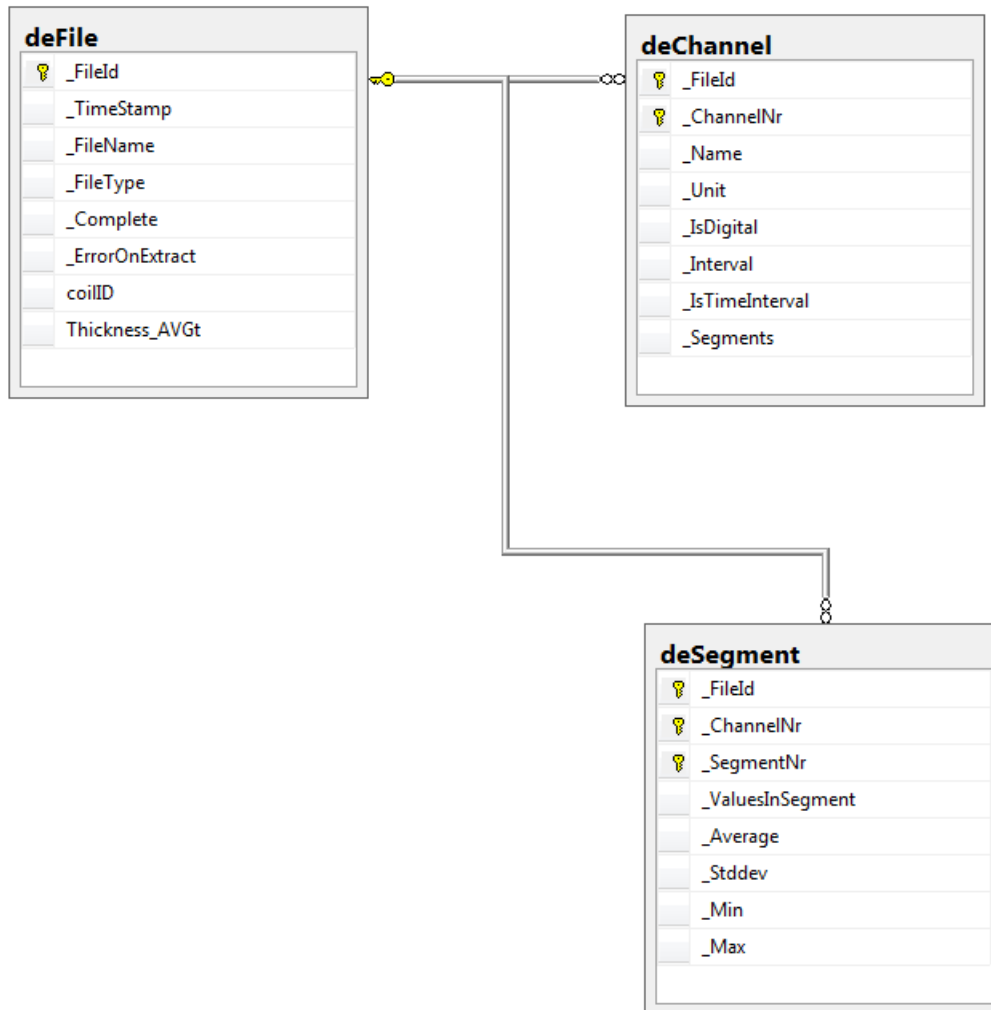 deFile
_FileId
_TimeStamp
_FileName
_FileType
_Complete
_ErrorOnExtract
coilID
Thickness_AVGt
deChannel
_FileId
_ChannelNr
_Name
_Unit
_IsDigital
_Interval
_IsTimeInterval
_Segments
deSegment
_FileId
_ChannelNr
_SegmentNr
_ValuesInSegment
_Average
_Stddev
_Min
_Max